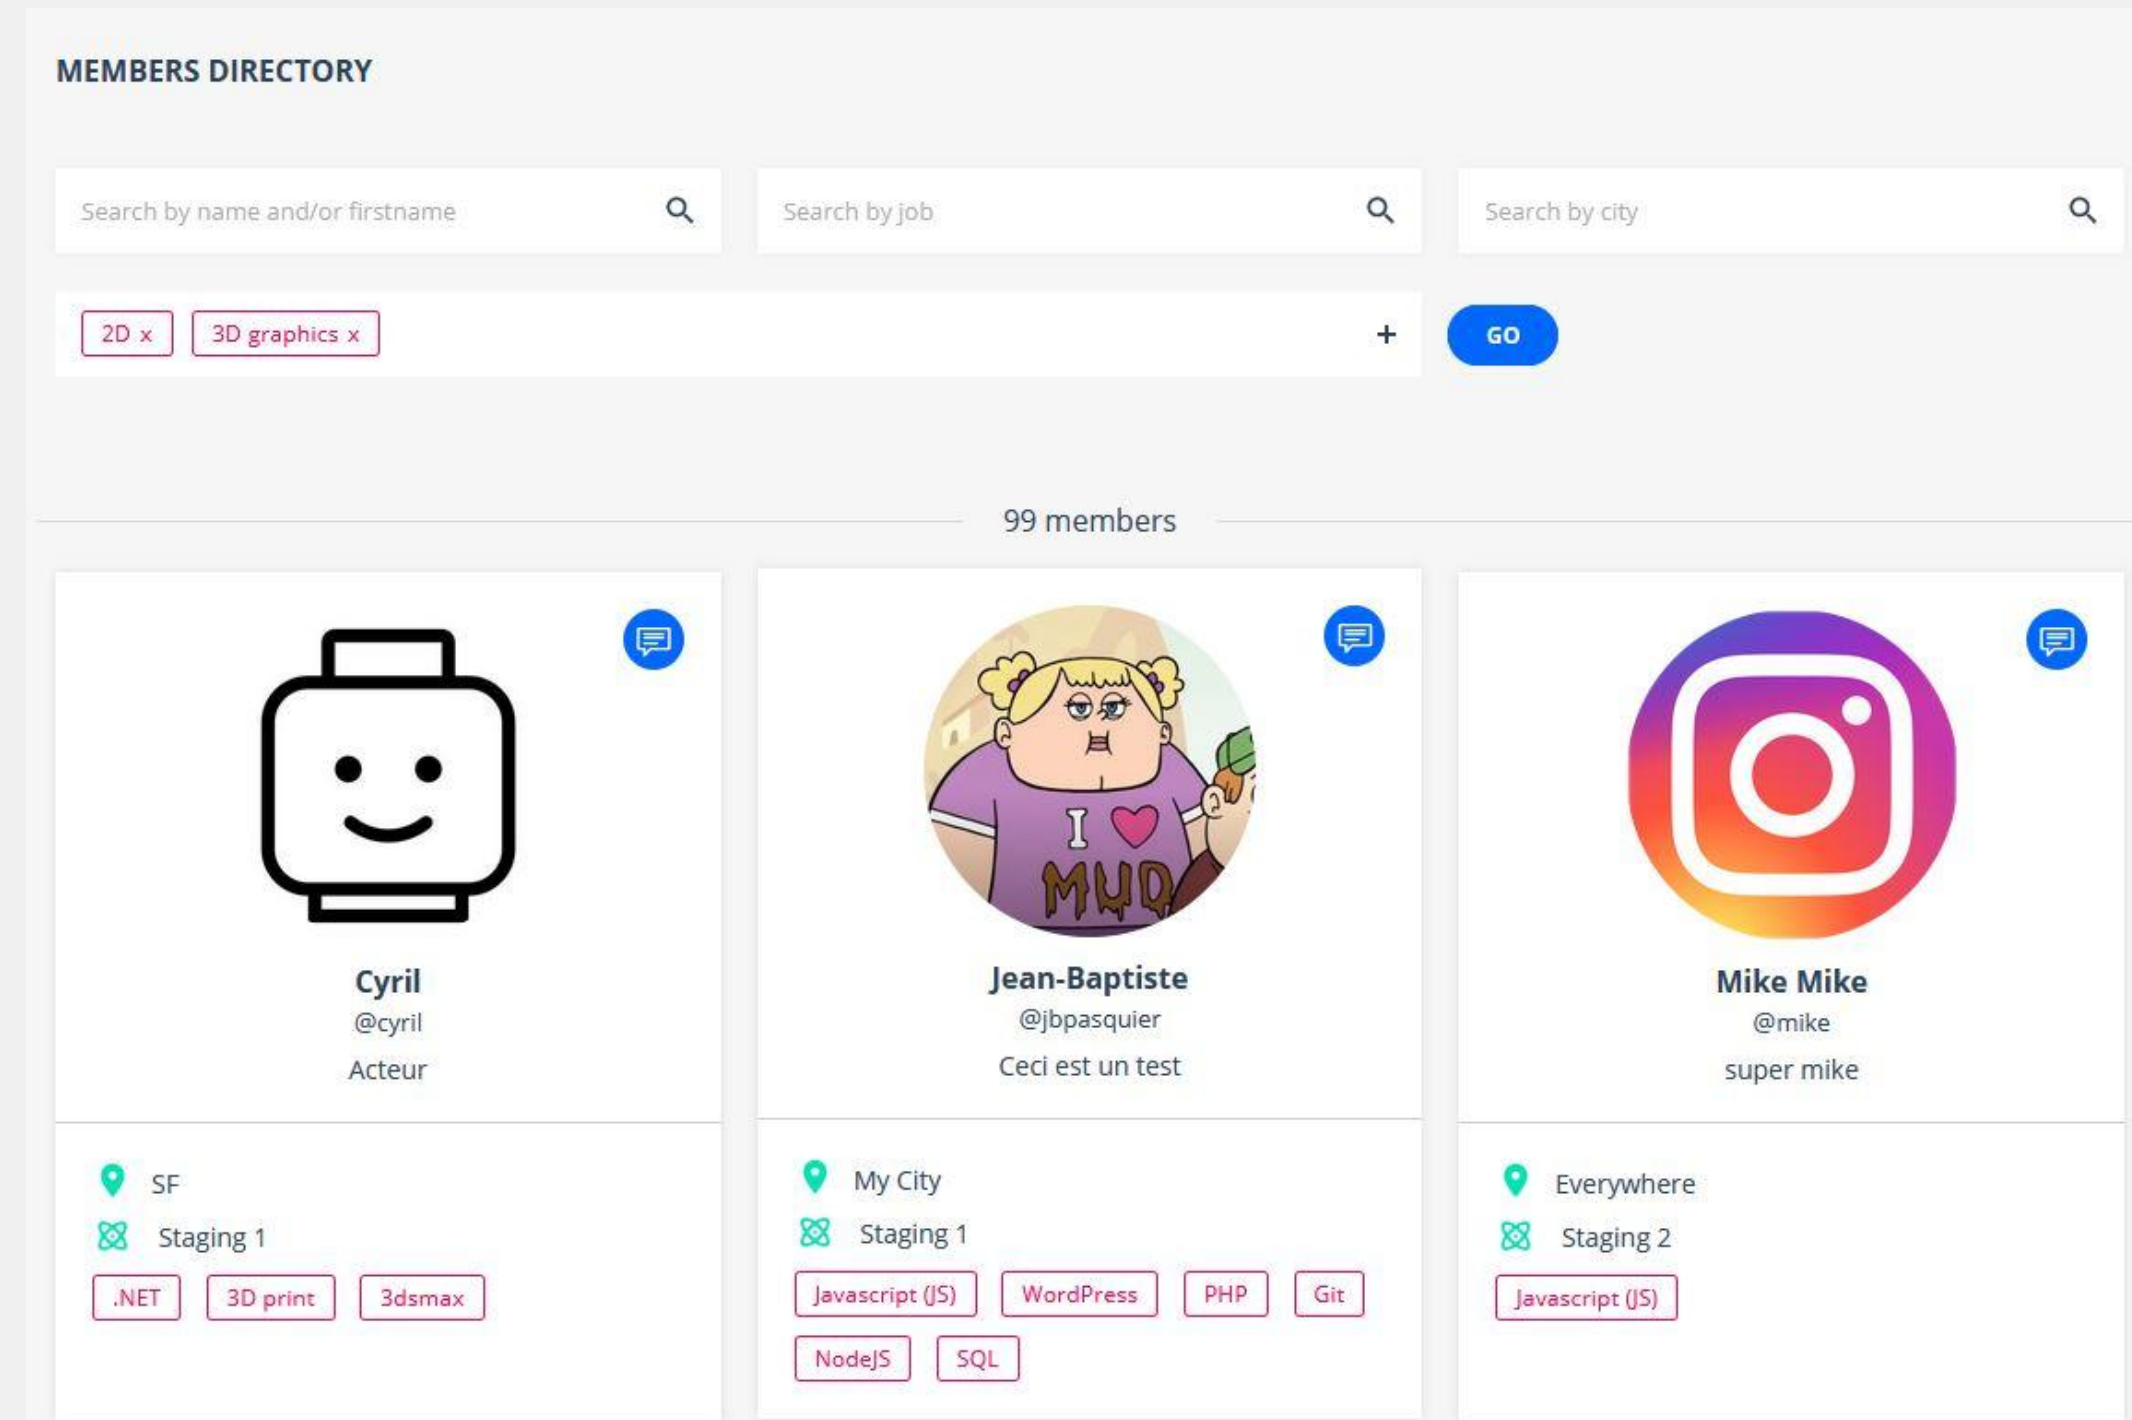 MEMBERS DIRECTORY
Search by name and/or firstname
Search by job
Search by city
2D x
3D graphics x
+
GO
99 members
Cyril
@cyril
Acteur
SF
Staging 1
.NET 3D print 3dsmax
I ♥
MUD
Jean-Baptiste
@jbpasquier
Ceci est un test
My City
Staging 1
Javascript (JS) WordPress PHP Git
NodeJS SQL
Mike Mike
@mike
super mike
Everywhere
Staging 2
Javascript (JS)